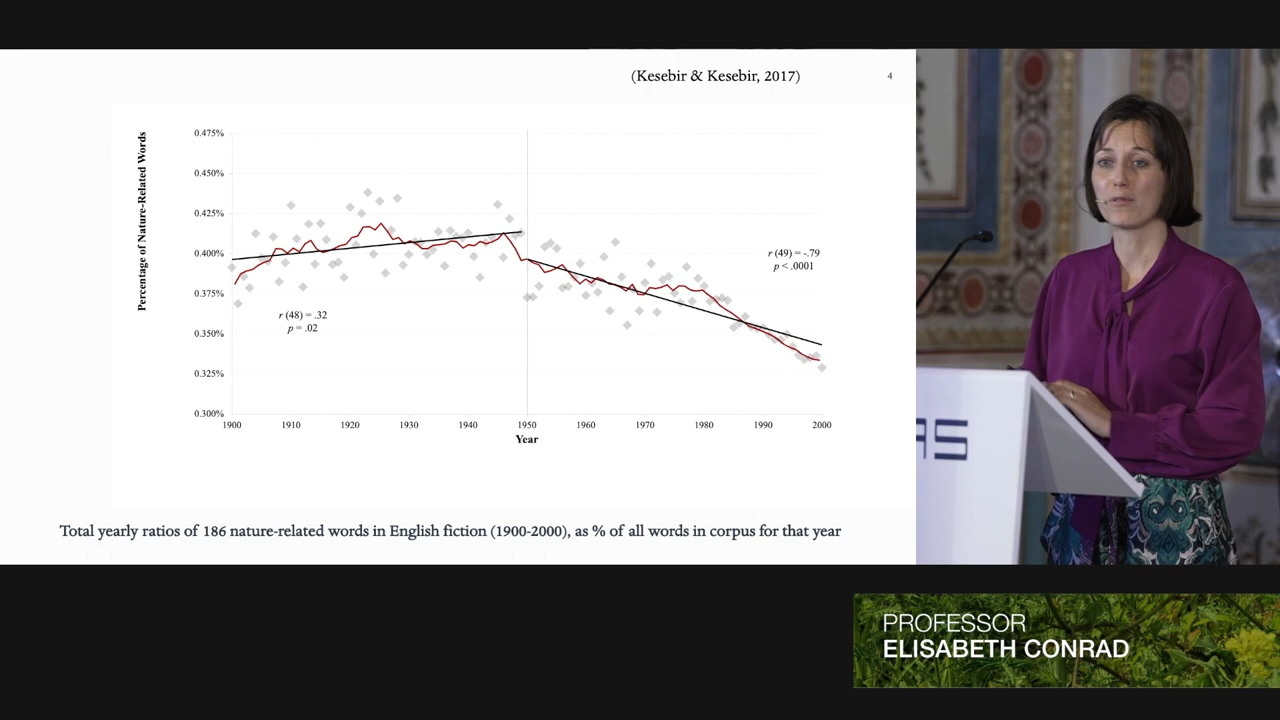 (Kesebir & Kesebir, 2017)
4
Percentage of Nature-Related Words
0.475%
0.450%
0.425%
0.400%
0.375%
0.350%
0.325%
0.300%
r (48) = .32
p = .02
r (49) = -.79
p < .0001
1900 1910 1920 1930 1940 1950 1960 1970 1980 1990 2000
Year
Total yearly ratios of 186 nature-related words in English fiction (1900-2000), as % of all words in corpus for that year
PROFESSOR
ELISABETH CONRAD